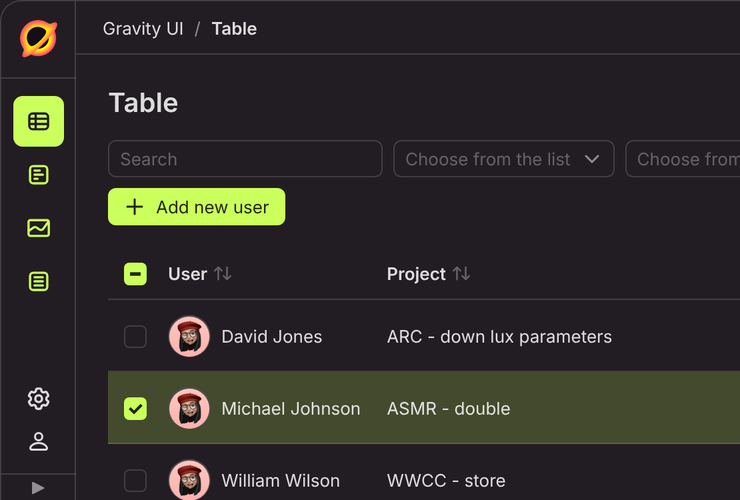 Gravity UI / Table
Table
Search
Choose from the list
Choose from
Add new user
User Project
David Jones ARC - down lux parameters
Michael Johnson ASMR - double
William Wilson WWCC - store